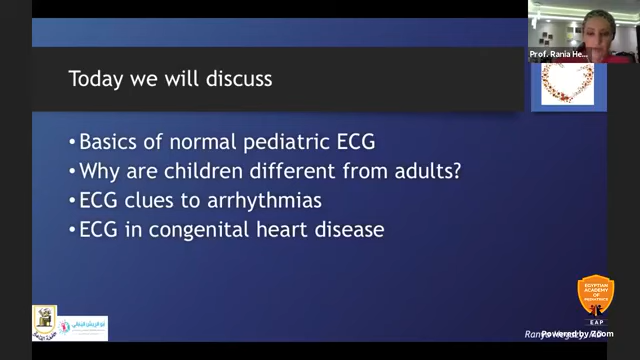 Prof. Rania He...
Today we will discuss
• Basics of normal pediatric ECG
• Why are children different from adults?
• ECG clues to arrhythmias
• ECG in congenital heart disease
EGYPTIAN
ACADEMY
OF
PEDIATRICS
EAP
Powered by Zoom